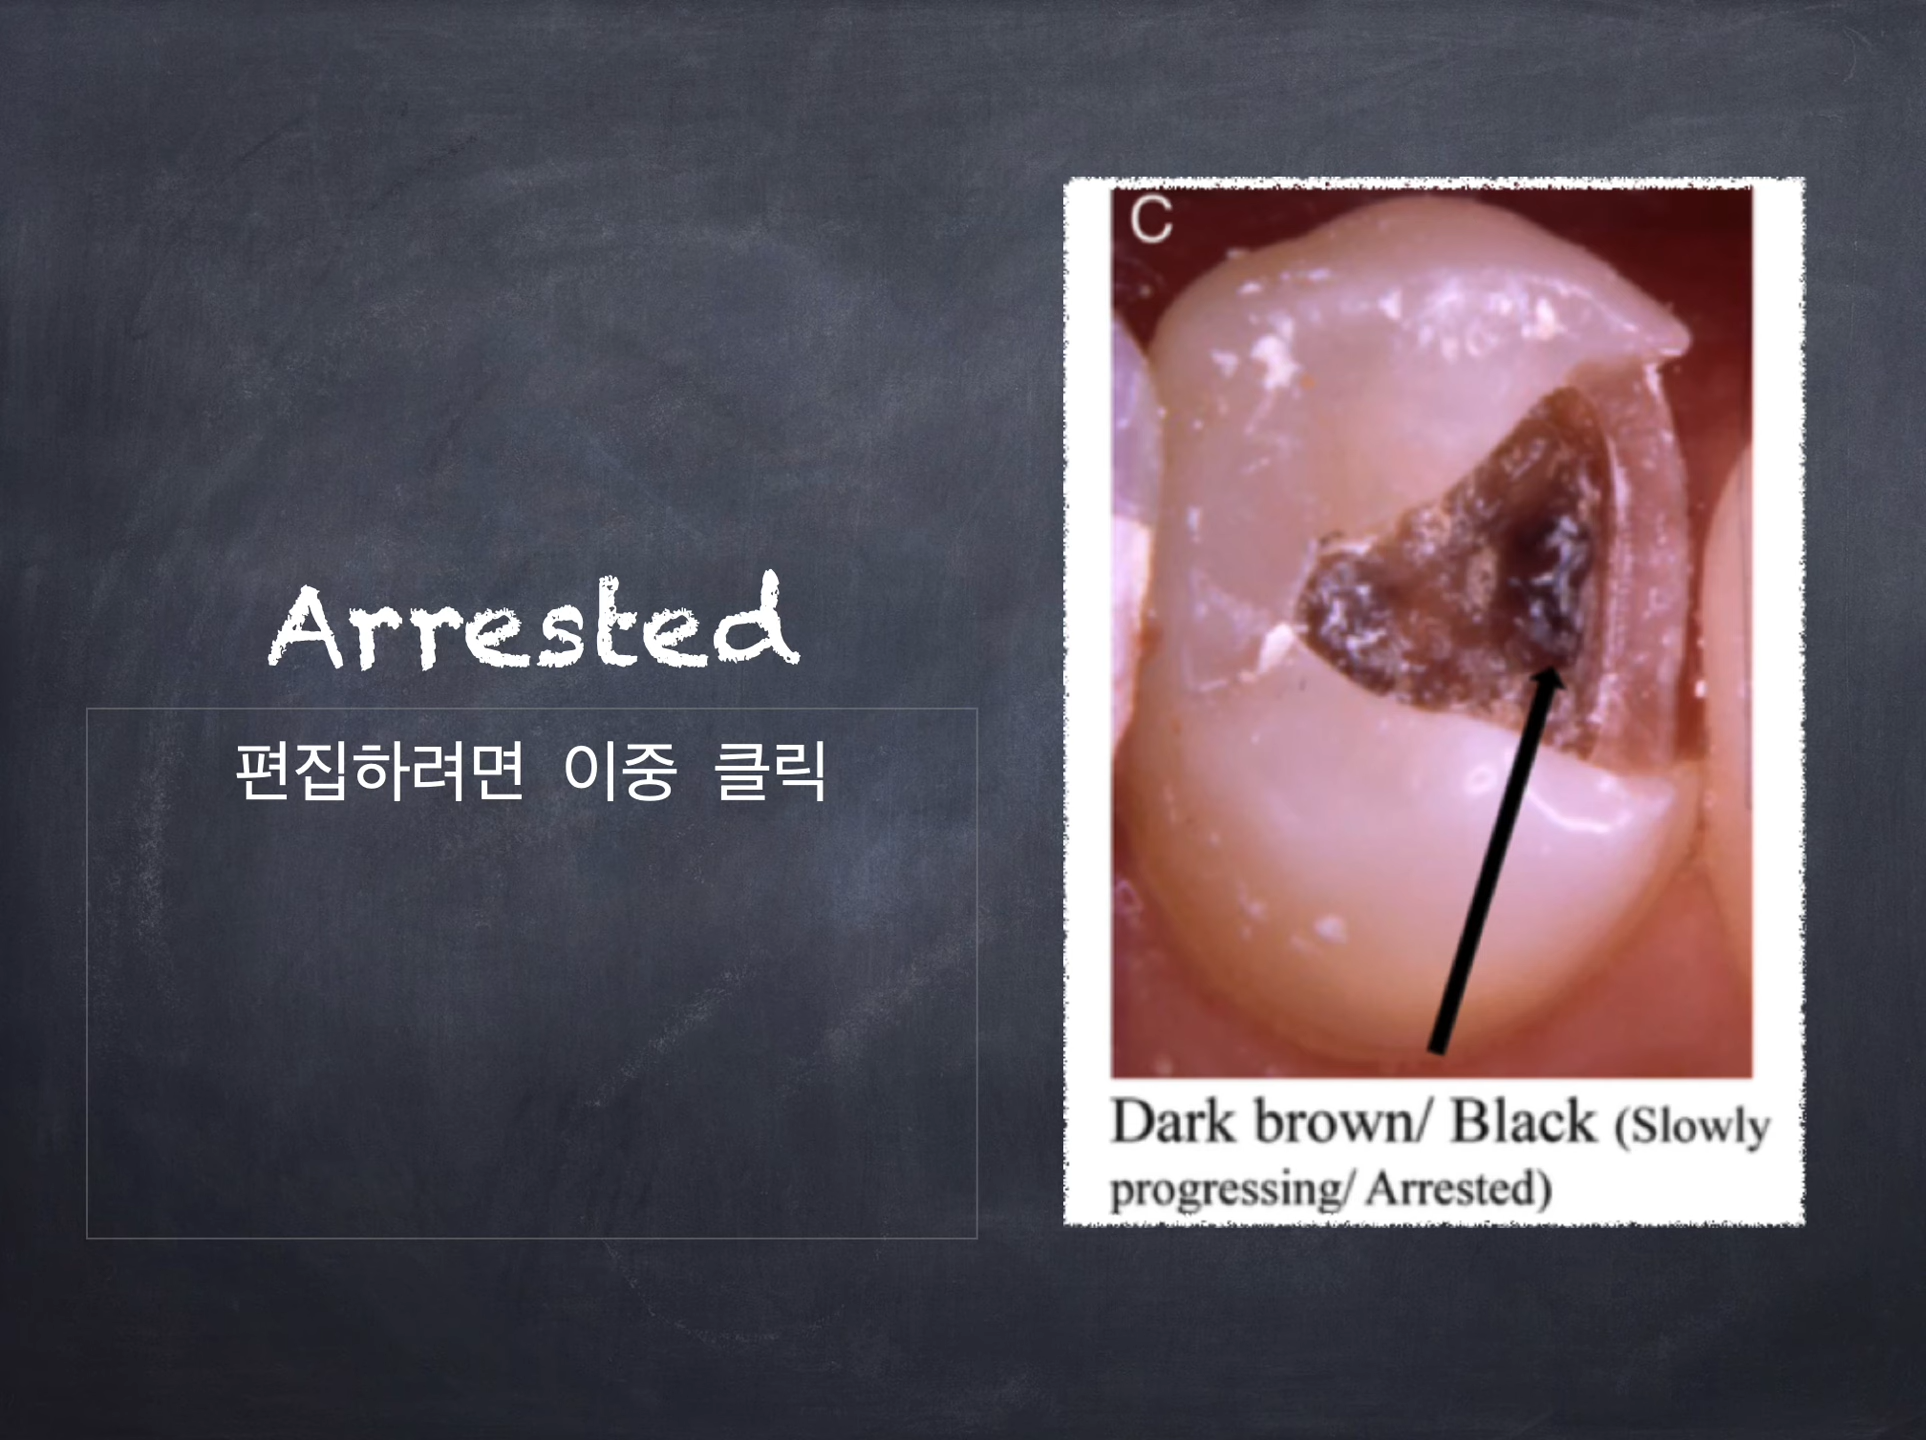 Arrested
편집하려면 이중 클릭
C
Dark brown/ Black (Slowly
progressing/ Arrested)